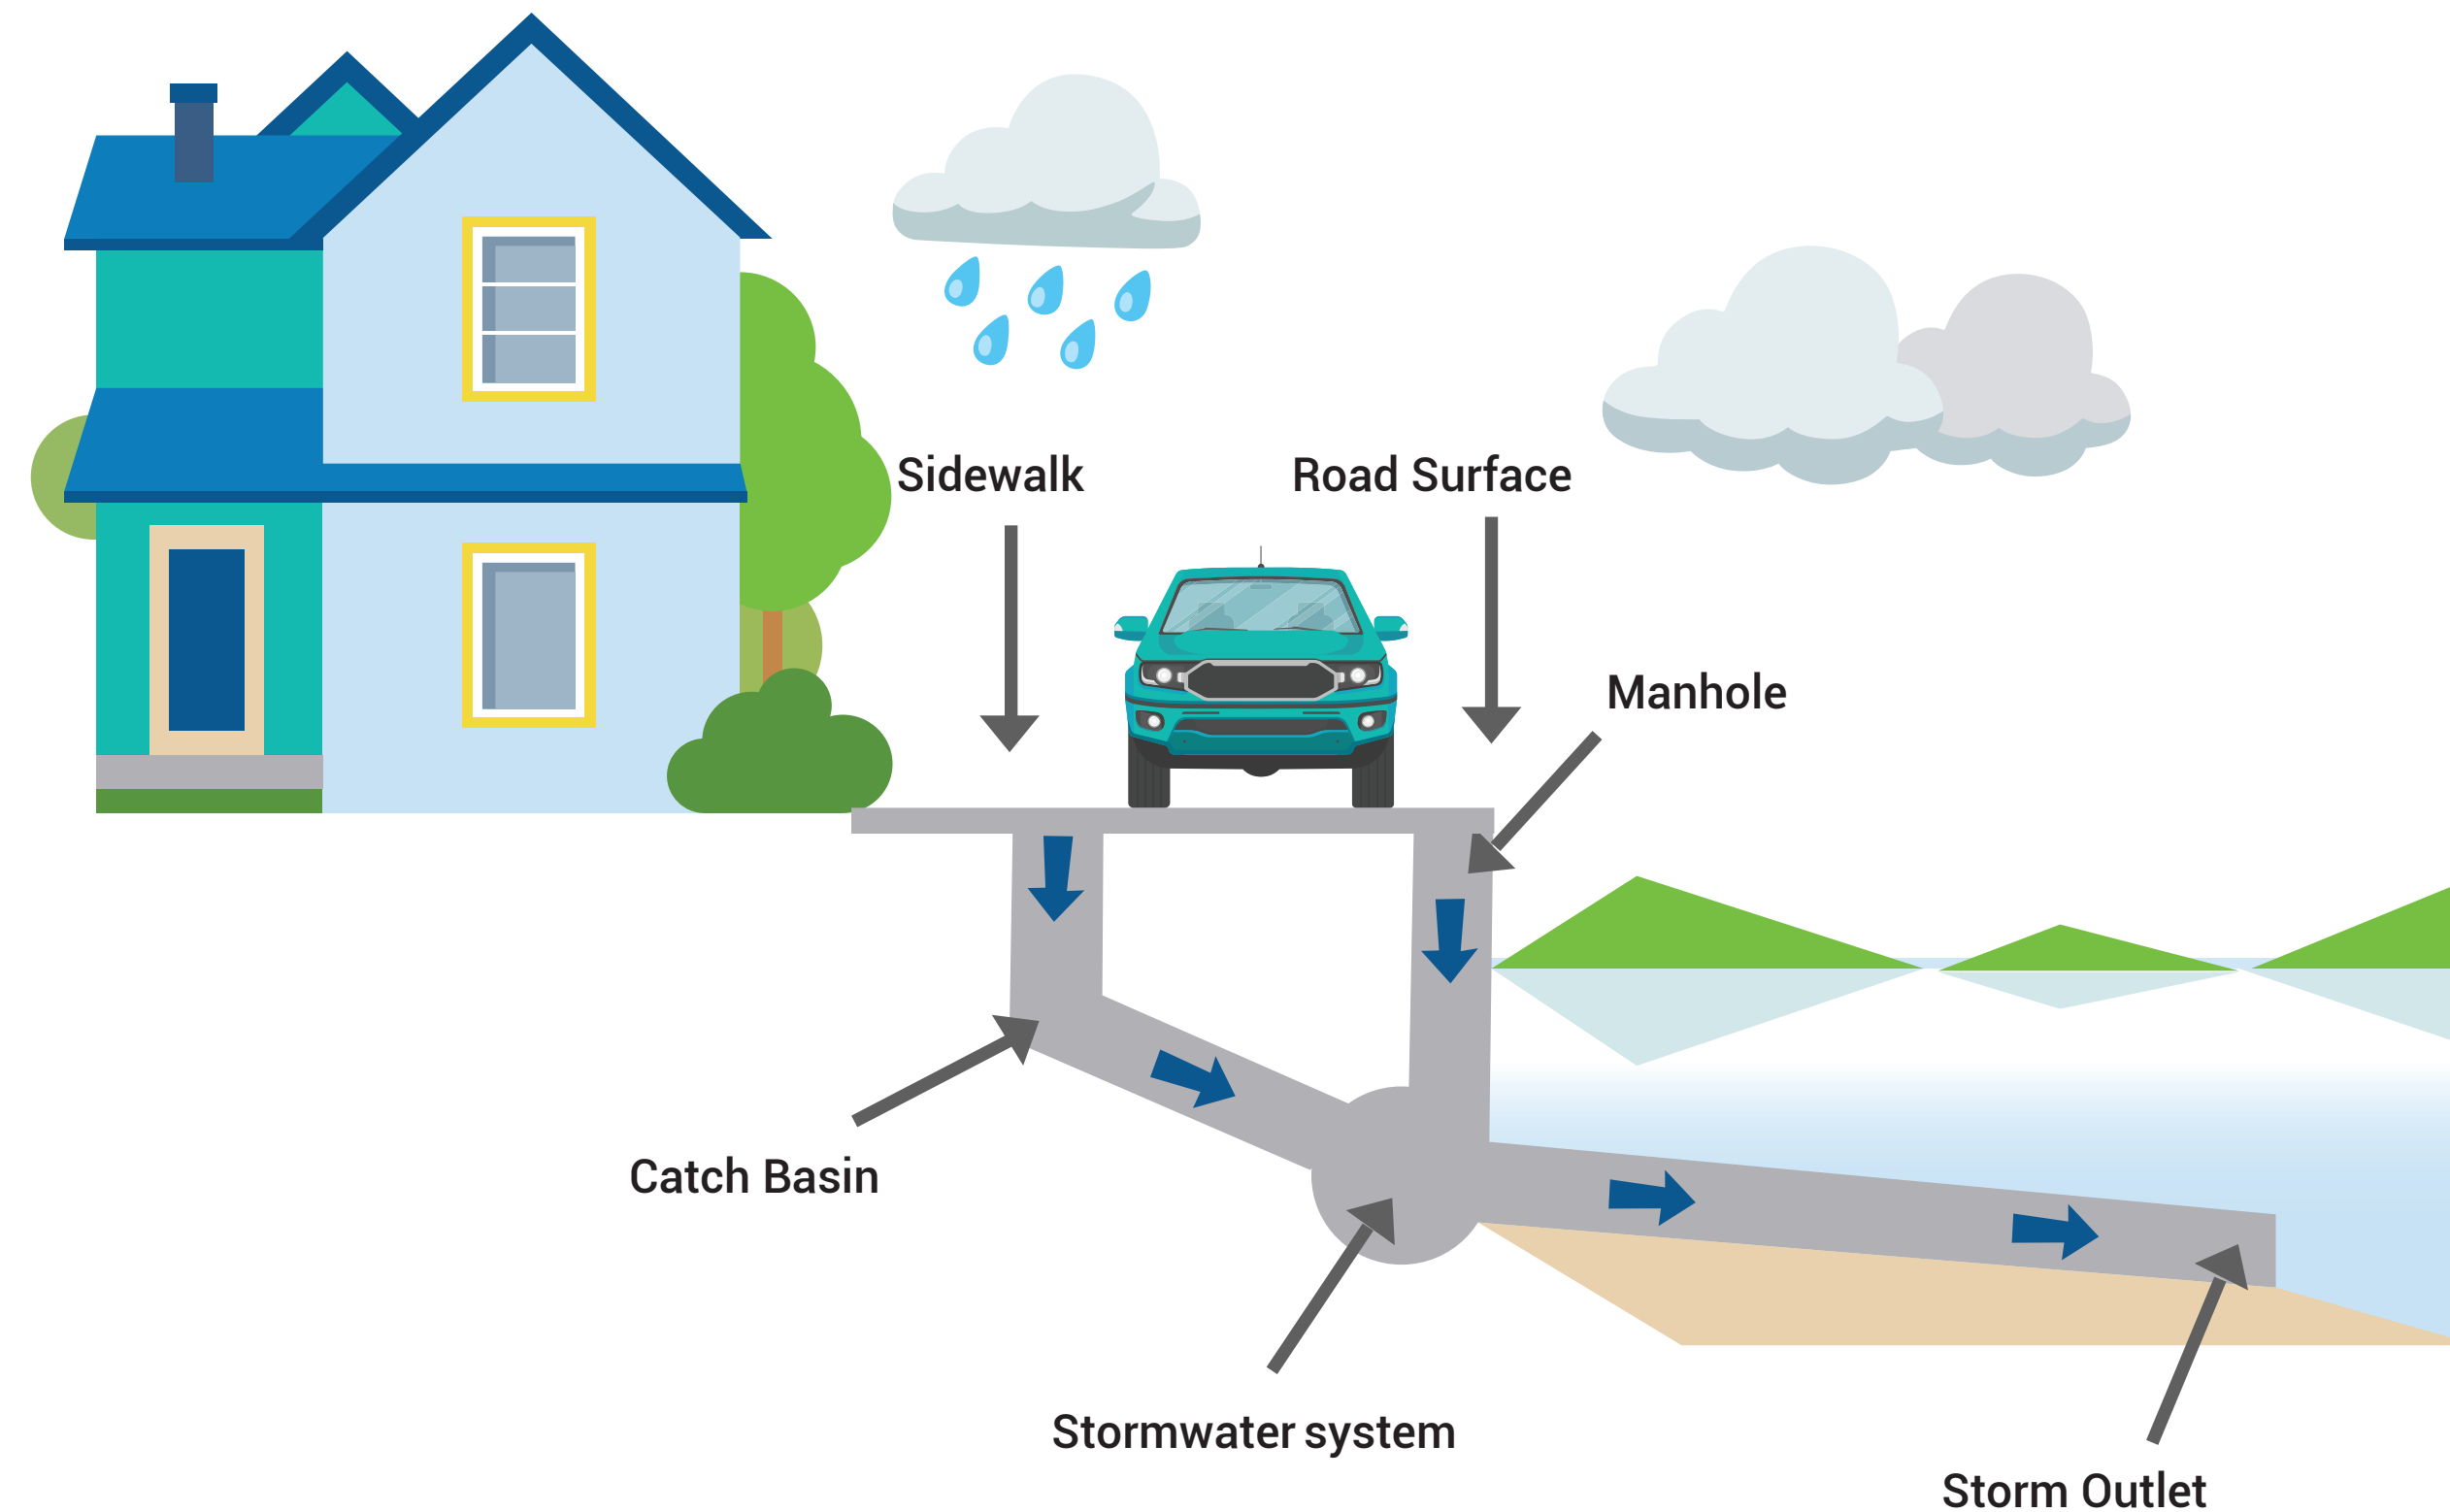 Sidewalk
Road Surface
Manhole
Catch Basin
Stormwater system
Storm Outlet